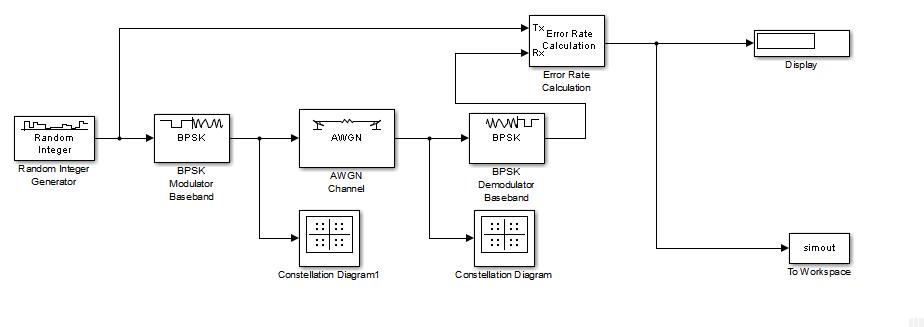 Tx
Error Rate
Calculation
Rx
Error Rate
Calculation
Display
Random
Integer
Random Integer
Generator
BPSK
BPSK
Modulator
Baseband
AWGN
AWGN
Channel
BPSK
BPSK
Demodulator
Baseband
Constellation Diagram1
Constellation Diagram
simout
To Workspace